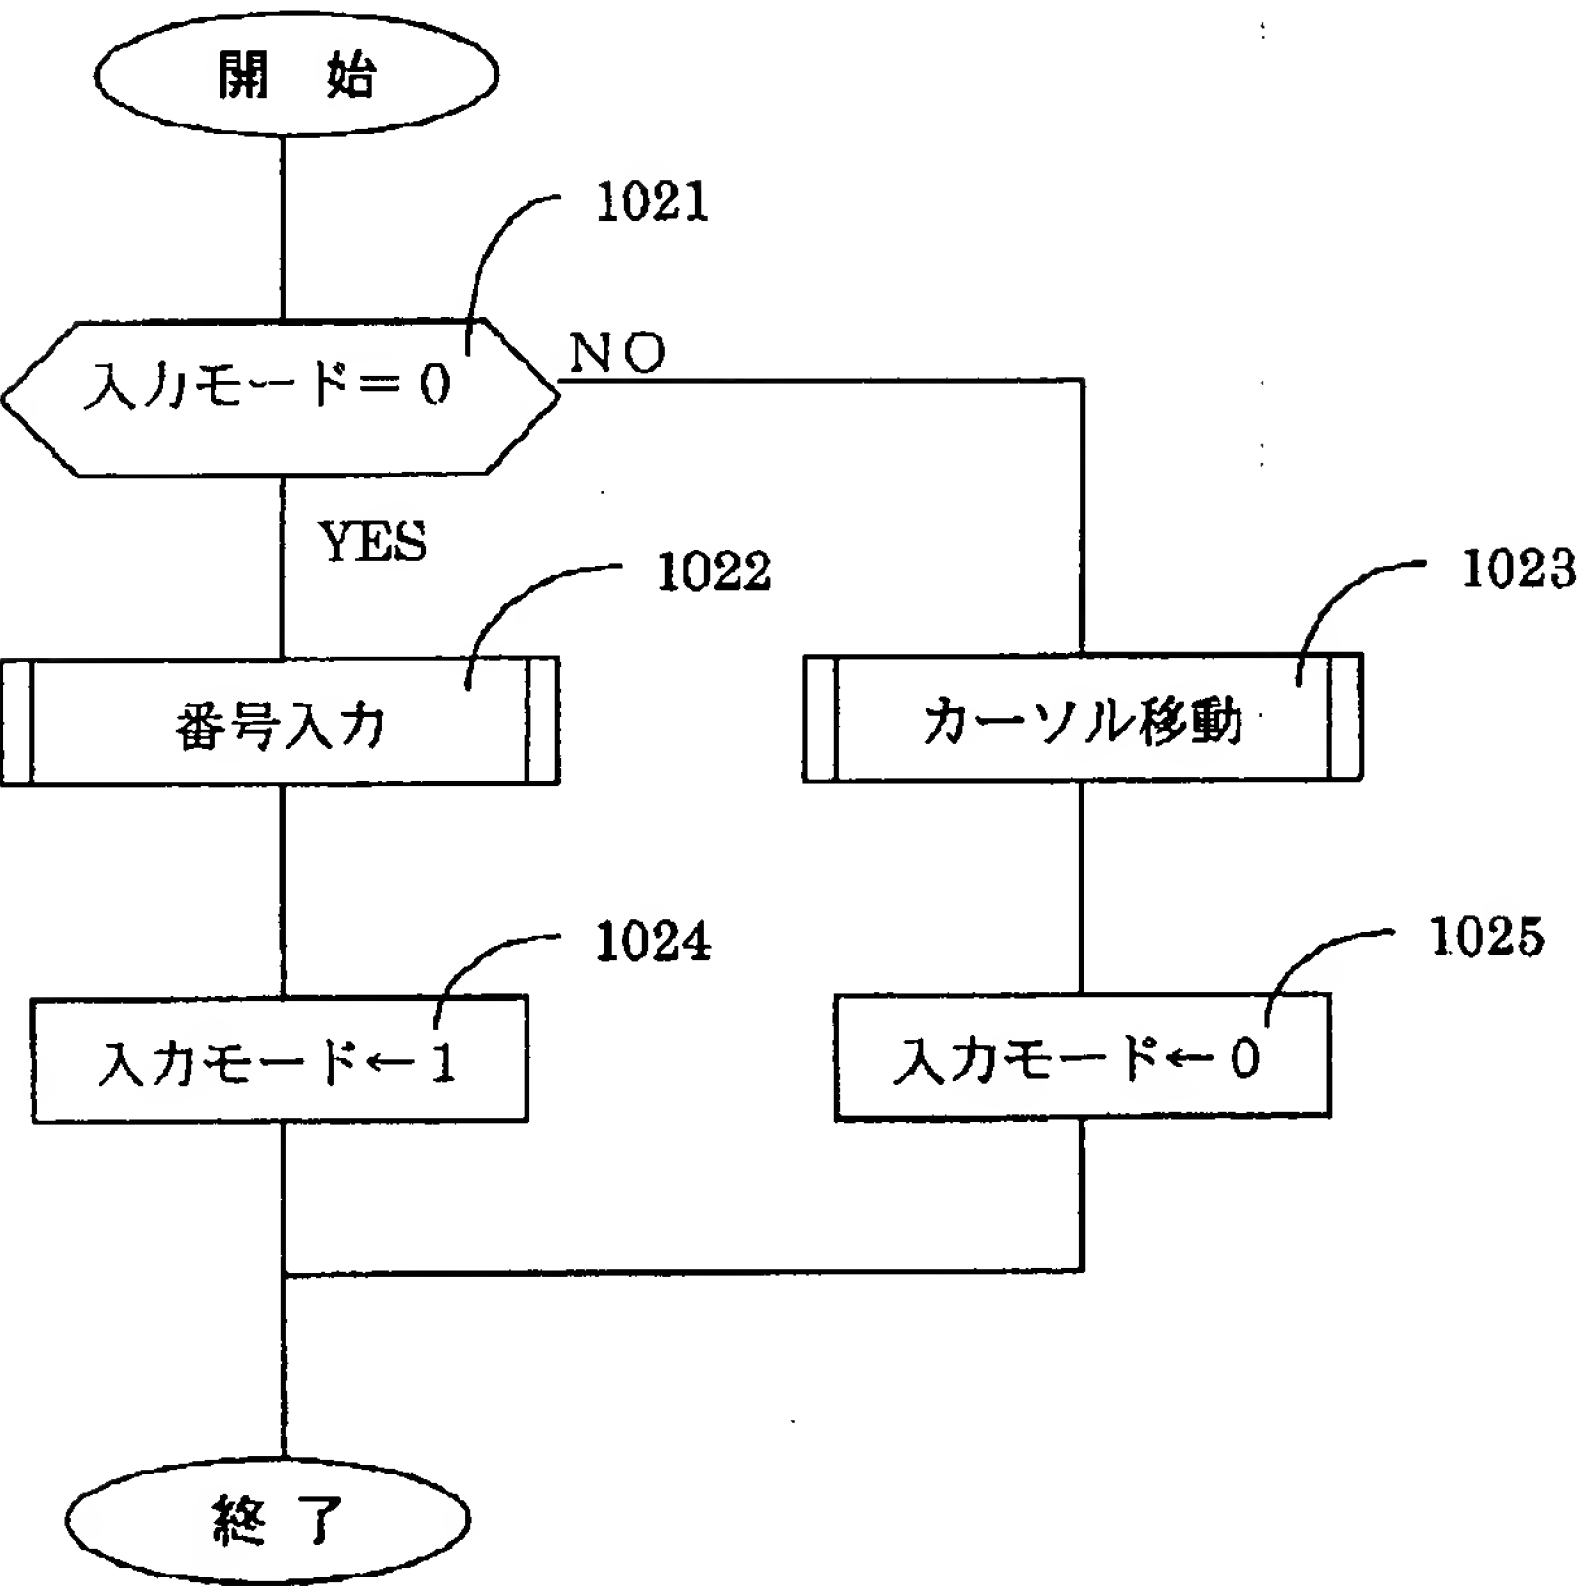 開 始
1021
入力モード＝0
NO
YES
1022
1023
番号入力
カーソル移動
1024
1025
入力モード←1
入力モード←0
終 了